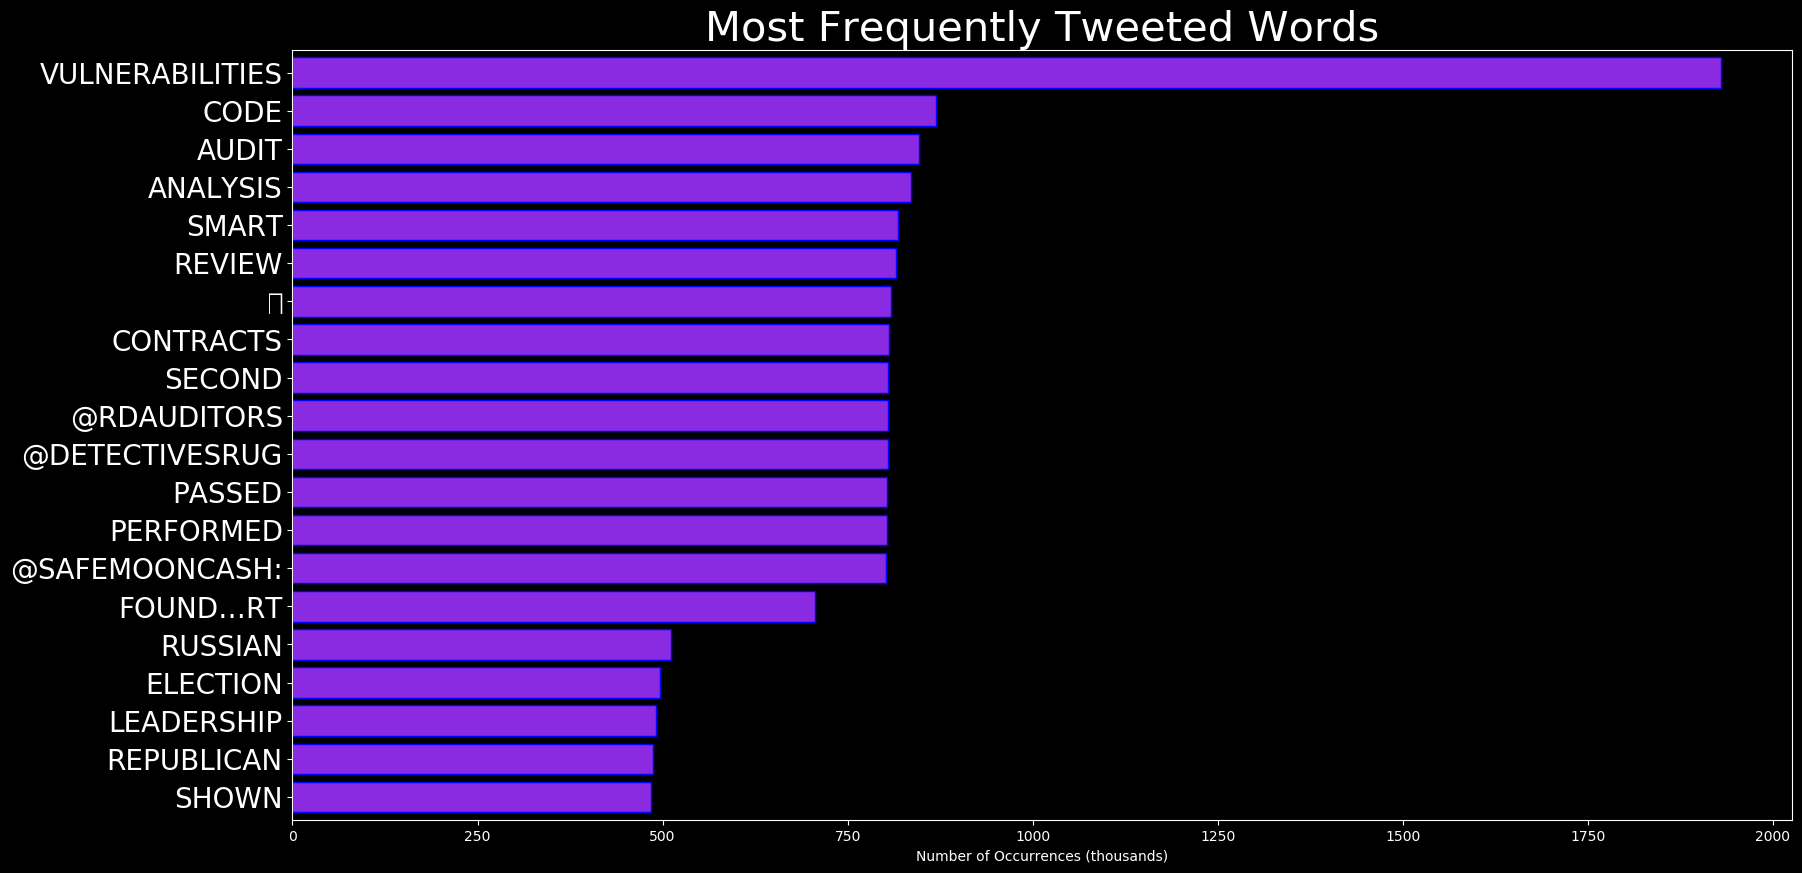 Most Frequently Tweeted Words
VULNERABILITIES
CODE
AUDIT
ANALYSIS
SMART
REVIEW
CONTRACTS
SECOND
@RDAUDITORS
@DETECTIVESRUG
PASSED
PERFORMED
@SAFEMOONCASH:
FOUND…RT
RUSSIAN
ELECTION
LEADERSHIP
REPUBLICAN
SHOWN
0 250 500 750 1000 1250 1500 1750 2000
Number of Occurrences (thousands)